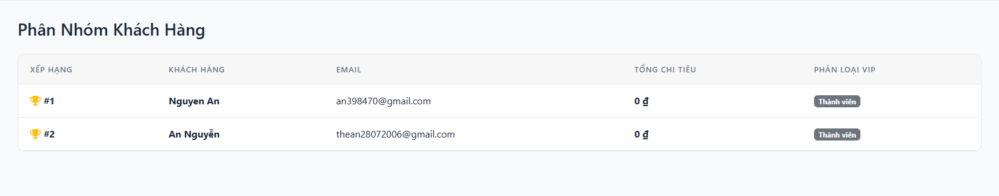 Phân Nhóm Khách Hàng
XẾP HẠNG KHÁCH HÀNG EMAIL TỔNG CHI TIÊU PHÂN LOẠI VIP
#1 Nguyen An an398470@gmail.com 0 ₫ Thành viên
#2 An Nguyễn thean28072006@gmail.com 0 ₫ Thành viên